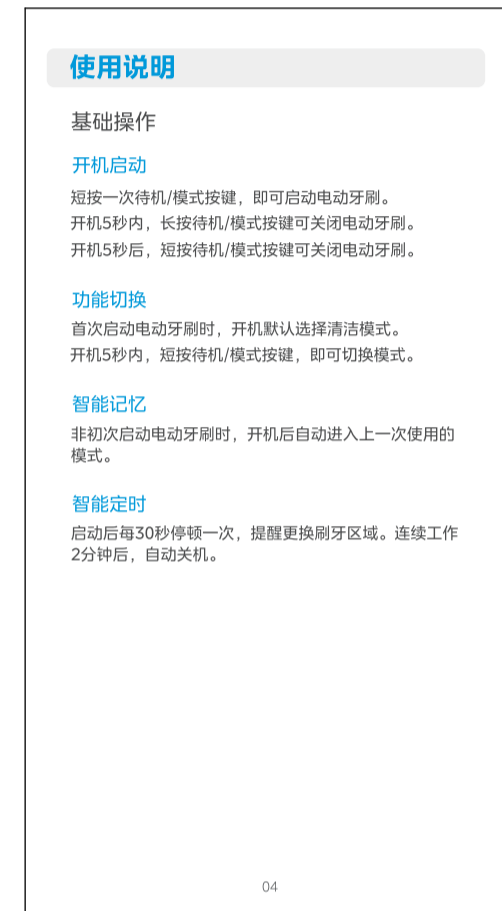 使用说明
基础操作
开机启动
短按一次待机/模式按键，即可启动电动牙刷。
开机5秒内，长按待机/模式按键可关闭电动牙刷。
开机5秒后，短按待机/模式按键可关闭电动牙刷。
功能切换
首次启动电动牙刷时，开机默认选择清洁模式。
开机5秒内，短按待机/模式按键，即可切换模式。
智能记忆
非初次启动电动牙刷时，开机后自动进入上一次使用的
模式。
智能定时
启动后每30秒停顿一次，提醒更换刷牙区域。连续工作
2分钟后，自动关机。
04